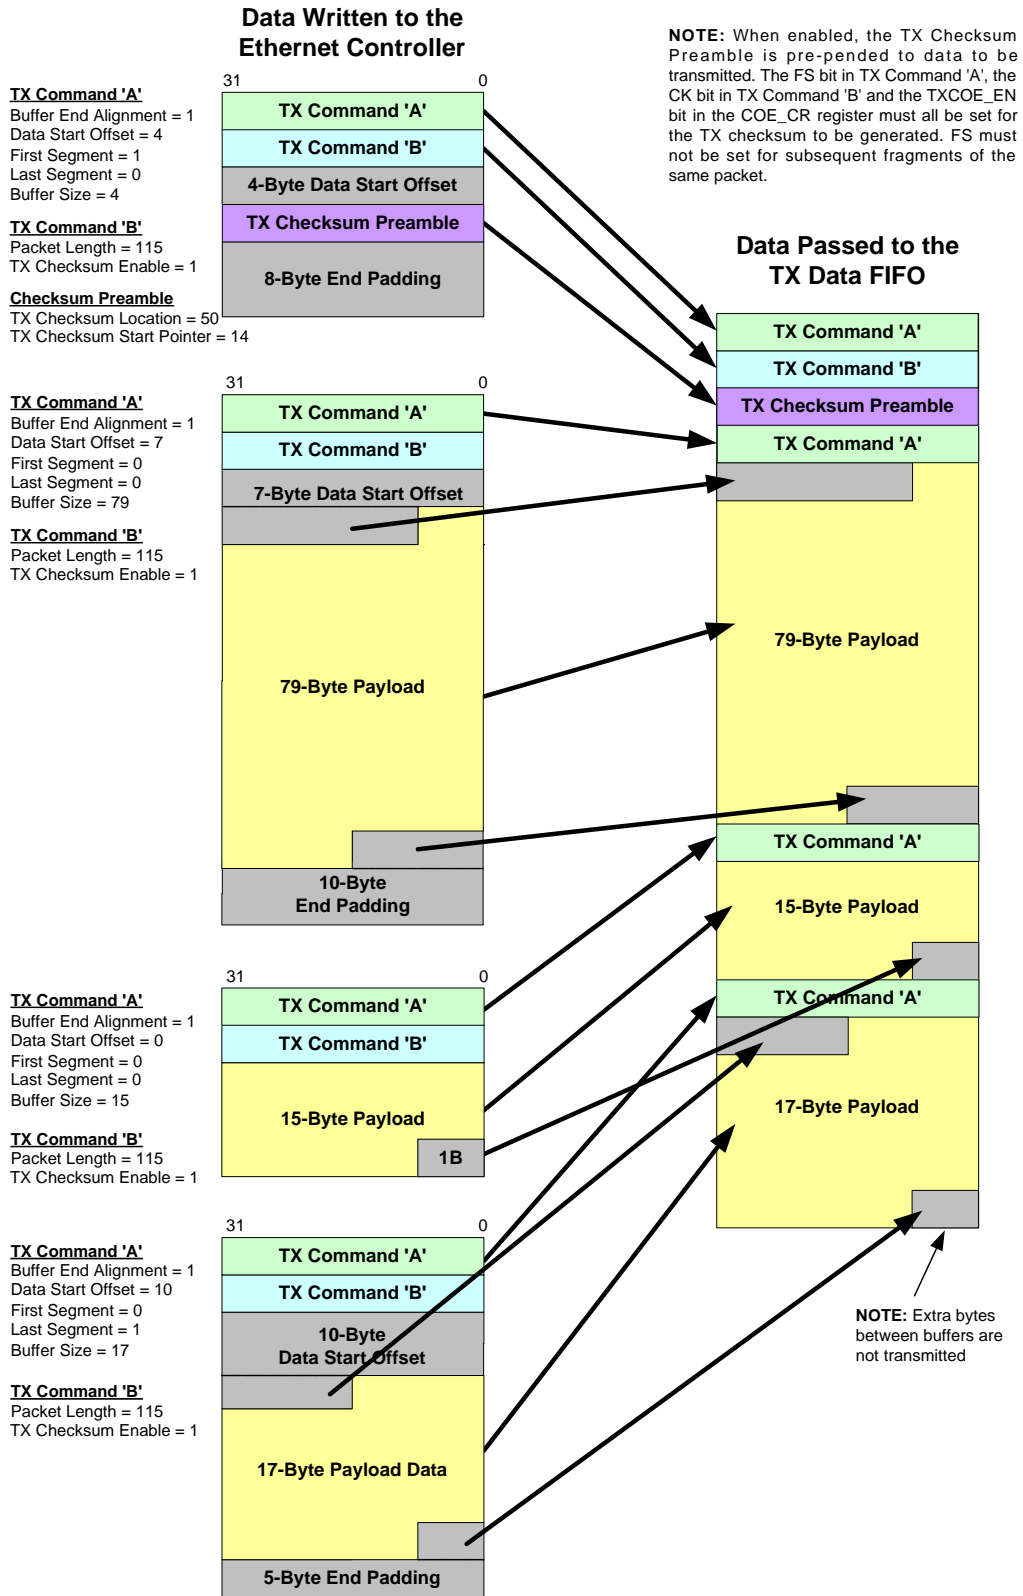 Data Written to the
Ethernet Controller
NOTE: When enabled, the TX Checksum
Preamble is pre-pended to data to be
transmitted. The FS bit in TX Command 'A', the
CK bit in TX Command 'B' and the TXCOE_EN
bit in the COE_CR register must all be set for
the TX checksum to be generated. FS must
not be set for subsequent fragments of the
same packet.
31 0
TX Command 'A'
Buffer End Alignment = 1
Data Start Offset = 4
First Segment = 1
Last Segment = 0
Buffer Size = 4
TX Command 'B'
Packet Length = 115
TX Checksum Enable = 1
Checksum Preamble
TX Checksum Location = 50
TX Checksum Start Pointer = 14
TX Command 'A'
TX Command 'B'
4-Byte Data Start Offset
TX Checksum Preamble
8-Byte End Padding
Data Passed to the
TX Data FIFO
TX Command 'A'
TX Command 'B'
TX Checksum Preamble
TX Command 'A'
79-Byte Payload
TX Command 'A'
15-Byte Payload
TX Command 'A'
17-Byte Payload
NOTE: Extra bytes
between buffers are
not transmitted
31 0
TX Command 'A'
Buffer End Alignment = 1
Data Start Offset = 7
First Segment = 0
Last Segment = 0
Buffer Size = 79
TX Command 'B'
Packet Length = 115
TX Checksum Enable = 1
TX Command 'A'
TX Command 'B'
7-Byte Data Start Offset
79-Byte Payload
10-Byte
End Padding
31 0
TX Command 'A'
Buffer End Alignment = 1
Data Start Offset = 0
First Segment = 0
Last Segment = 0
Buffer Size = 15
TX Command 'B'
Packet Length = 115
TX Checksum Enable = 1
TX Command 'A'
TX Command 'B'
15-Byte Payload
1B
31 0
TX Command 'A'
Buffer End Alignment = 1
Data Start Offset = 10
First Segment = 0
Last Segment = 1
Buffer Size = 17
TX Command 'B'
Packet Length = 115
TX Checksum Enable = 1
TX Command 'A'
TX Command 'B'
10-Byte
Data Start Offset
17-Byte Payload Data
5-Byte End Padding